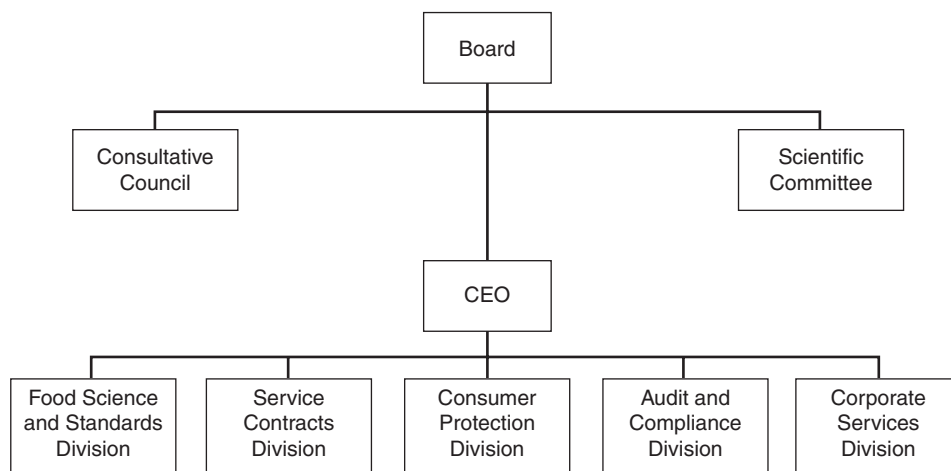 Board
Consultative
Council
Scientific
Committee
CEO
Food Science
and Standards
Division
Service
Contracts
Division
Consumer
Protection
Division
Audit and
Compliance
Division
Corporate
Services
Division